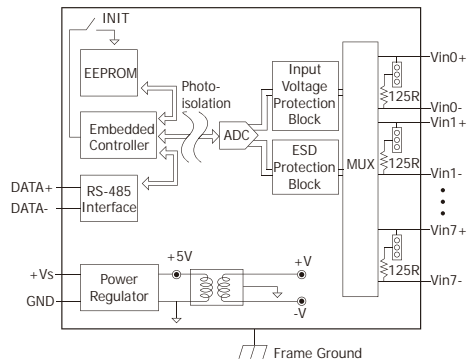 INIT
EEPROM
Photo-
isolation
Embedded
Controller
ADC
Input
Voltage
Protection
Block
ESD
Protection
Block
MUX
Vin0+
125R
Vin0-
Vin1+
125R
Vin1-
Vin7+
125R
Vin7-
DATA+
DATA-
RS-485
Interface
+Vs
GND
Power
Regulator
+5V
+V
-V
Frame Ground